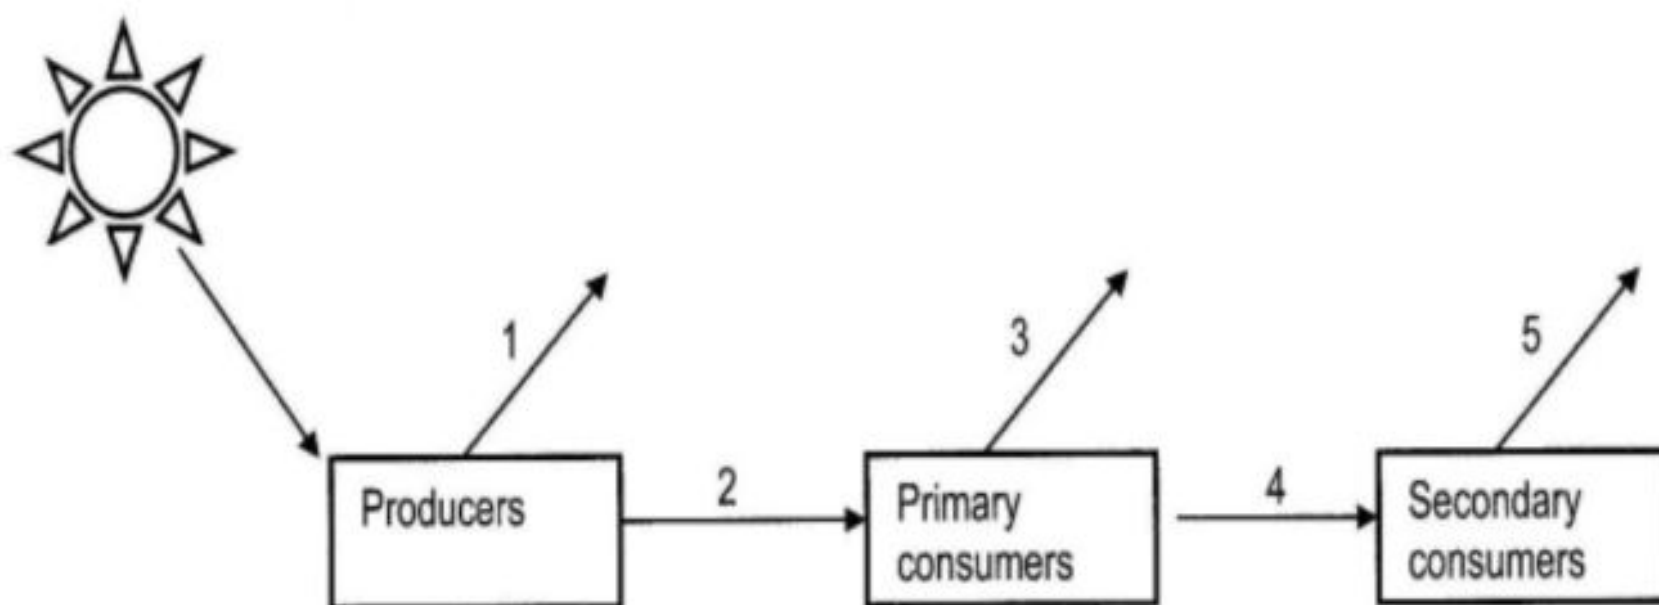 1
3
5
2
4
Producers
Primary
consumers
Secondary
consumers